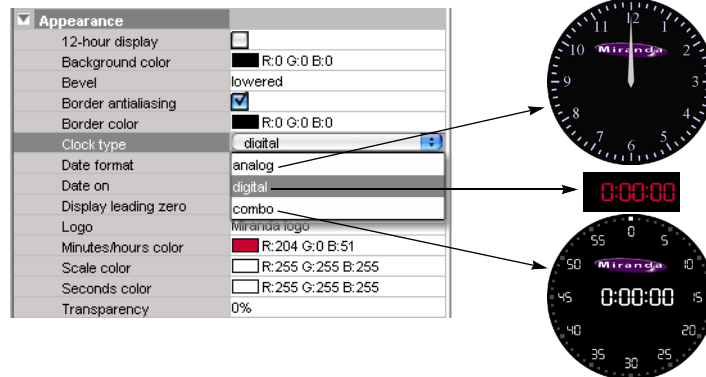 Appearance
12-hour display
Background color R:0 G:0 B:0
Bevel lowered
Border antialiasing
Border color R:0 G:0 B:0
Clock type digital
Date format analog
Date on digital
Display leading zero combo
Logo Miranda logo
Minutes/hours color R:204 G:0 B:51
Scale color R:255 G:255 B:255
Seconds color R:255 G:255 B:255
Transparency 0%
11 12 1
10 Miranda 2
9 3
8 4
7 6 5
0:00:00
55 0 5
50 Miranda 10
45 0:00:00 15
40 20
35 30 25